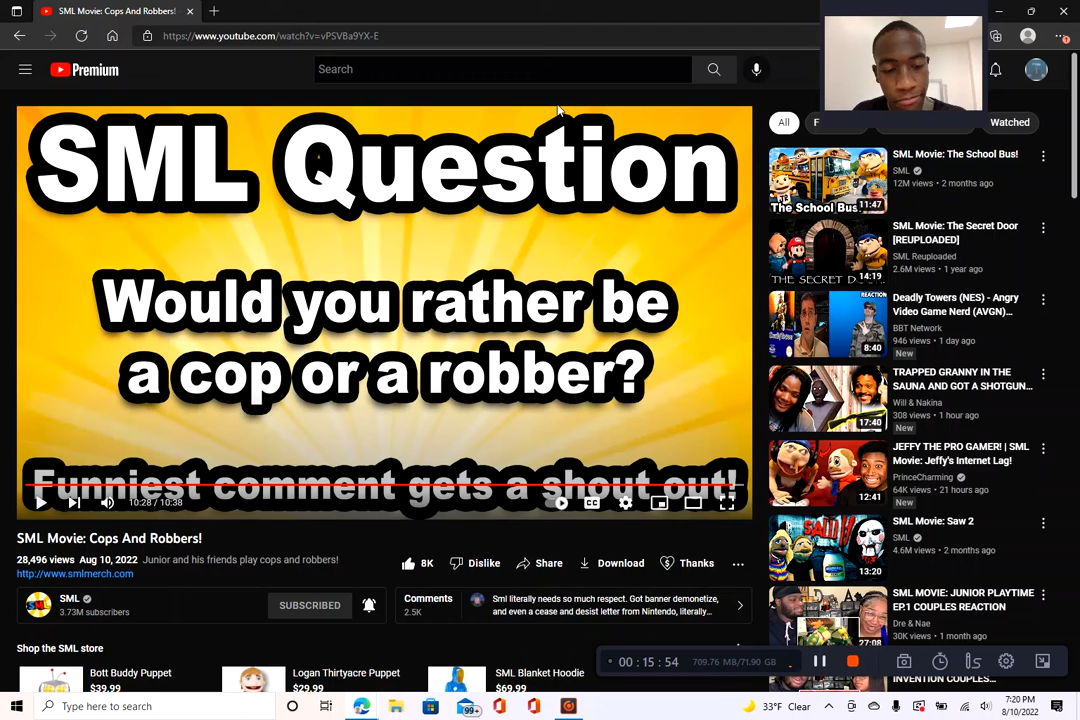 SML Movie: Cops And Robbers!
https://www.youtube.com/watch?v=vPSVBa9YX-E
Premium
Search
SML Question
Would you rather be
a cop or a robber?
Funniest comment gets a shout out!
10:28 / 10:38
SML Movie: Cops And Robbers!
28,496 views Aug 10, 2022 Junior and his friends play cops and robbers!
http://www.smlmerch.com
8K
Dislike
Share
Download
Thanks
SML
3.73M subscribers
SUBSCRIBED
Comments
2.5K
Sml literally needs so much respect. Got banner demonetize,
and even a cease and desist letter from Nintendo, literally...
Shop the SML store
Bott Buddy Puppet
$39.99
Logan Thirtyacre Puppet
$29.99
SML Blanket Hoodie
$69.99
All
Watched
The School Bus
11:47
SML Movie: The School Bus!
SML
12M views • 2 months ago
THE SECRET
14:19
SML Movie: The Secret Door
[REUPLOADED]
SML Reuploaded
2.6M views • 1 year ago
REACTION
8:40
Deadly Towers (NES) - Angry
Video Game Nerd (AVGN)...
BBT Network
946 views • 1 day ago
New
17:40
TRAPPED GRANNY IN THE
SAUNA AND GOT A SHOTGUN...
Will & Nakina
308 views • 1 hour ago
New
12:41
JEFFY THE PRO GAMER! | SML
Movie: Jeffy's Internet Lag!
PrinceCharming
64K views • 21 hours ago
New
SAW
13:20
SML Movie: Saw 2
SML
4.6M views • 2 months ago
27:08
SML MOVIE: JUNIOR PLAYTIME
EP.1 COUPLES REACTION
Dre & Nae
30K views • 1 month ago
INVENTION COUPLES...
00:15:54
709.76 MB/71.90 GB
Type here to search
99+
33°F Clear
7:20 PM
8/10/2022